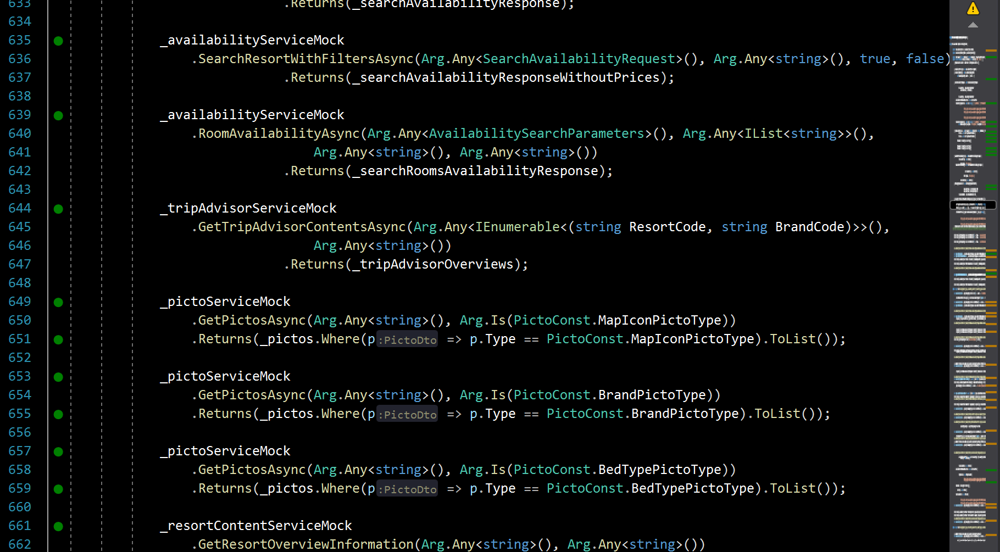 633 .Returns(_searchAvailabilityResponse);
634
635 _availabilityServiceMock
636 .SearchResortWithFiltersAsync(Arg.Any<SearchAvailabilityRequest>(), Arg.Any<string>(), true, false)
637 .Returns(_searchAvailabilityResponseWithoutPrices);
638
639 _availabilityServiceMock
640 .RoomAvailabilityAsync(Arg.Any<AvailabilitySearchParameters>(), Arg.Any<IList<string>>(),
641 Arg.Any<string>(), Arg.Any<string>())
642 .Returns(_searchRoomsAvailabilityResponse);
643
644 _tripAdvisorServiceMock
645 .GetTripAdvisorContentsAsync(Arg.Any<IEnumerable<(string ResortCode, string BrandCode)>>(),
646 Arg.Any<string>())
647 .Returns(_tripAdvisorOverviews);
648
649 _pictoServiceMock
650 .GetPictosAsync(Arg.Any<string>(), Arg.Is(PictoConst.MapIconPictoType))
651 .Returns(_pictos.Where(p :PictoDto => p.Type == PictoConst.MapIconPictoType).ToList());
652
653 _pictoServiceMock
654 .GetPictosAsync(Arg.Any<string>(), Arg.Is(PictoConst.BrandPictoType))
655 .Returns(_pictos.Where(p :PictoDto => p.Type == PictoConst.BrandPictoType).ToList());
656
657 _pictoServiceMock
658 .GetPictosAsync(Arg.Any<string>(), Arg.Is(PictoConst.BedTypePictoType))
659 .Returns(_pictos.Where(p :PictoDto => p.Type == PictoConst.BedTypePictoType).ToList());
660
661 _resortContentServiceMock
662 .GetResortOverviewInformation(Arg.Any<string>(), Arg.Any<string>())